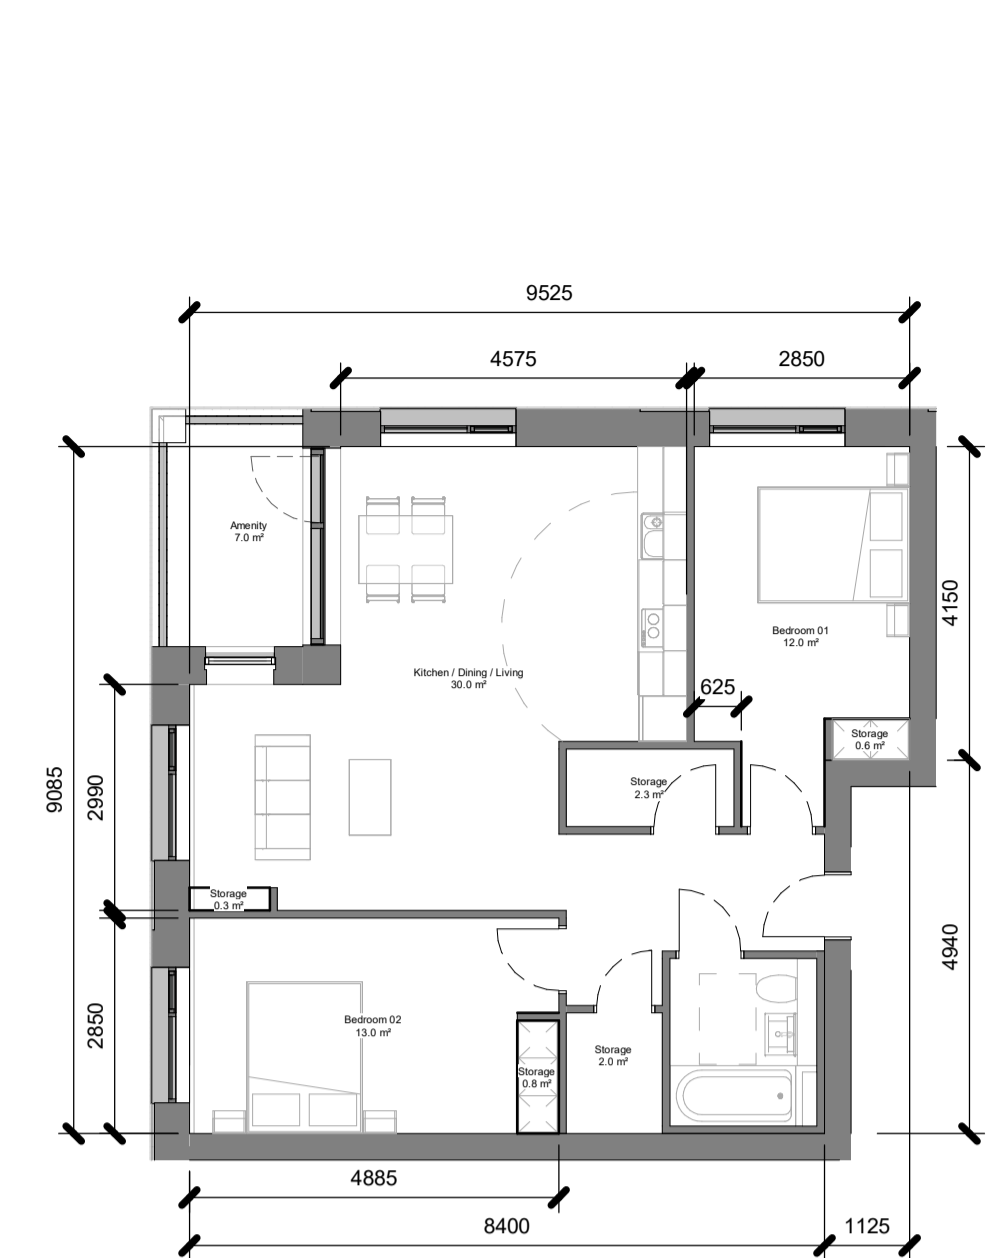 9525
4575
2850
Amenity
7.0 m²
4150
Bedroom 01
12.0 m²
Kitchen / Dining / Living
30.0 m²
625
Storage
0.6 m²
9085
2990
Storage
2.3 m²
Storage
0.3 m²
4940
2850
Bedroom 02
13.0 m²
Storage
2.0 m²
Storage
0.8 m²
4885
8400
1125